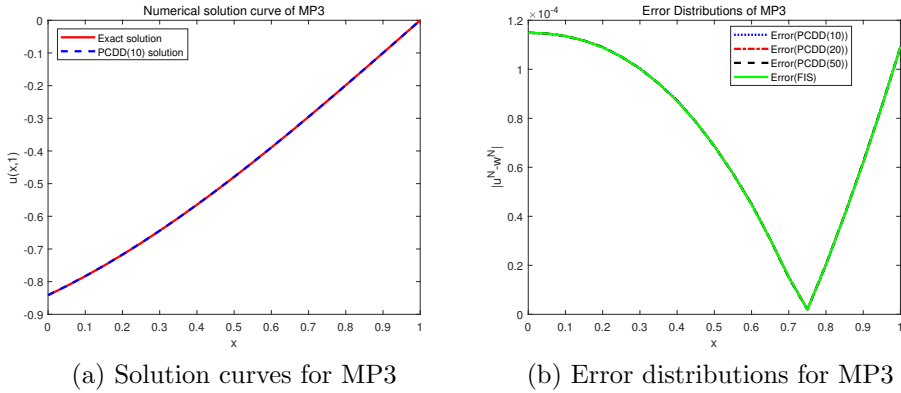 Numerical solution curve of MP3
0
-0.1
-0.2
-0.3
-0.4
-0.5
-0.6
-0.7
-0.8
-0.9
u(x,1)
Exact solution
PCDD(10) solution
0 0.1 0.2 0.3 0.4 0.5 0.6 0.7 0.8 0.9 1
x
(a) Solution curves for MP3
Error Distributions of MP3
×10⁻⁴
1.2
1
0.8
0.6
0.4
0.2
0
|u^N-w^N|
Error(PCDD(10))
Error(PCDD(20))
Error(PCDD(50))
Error(FIS)
0 0.1 0.2 0.3 0.4 0.5 0.6 0.7 0.8 0.9 1
x
(b) Error distributions for MP3